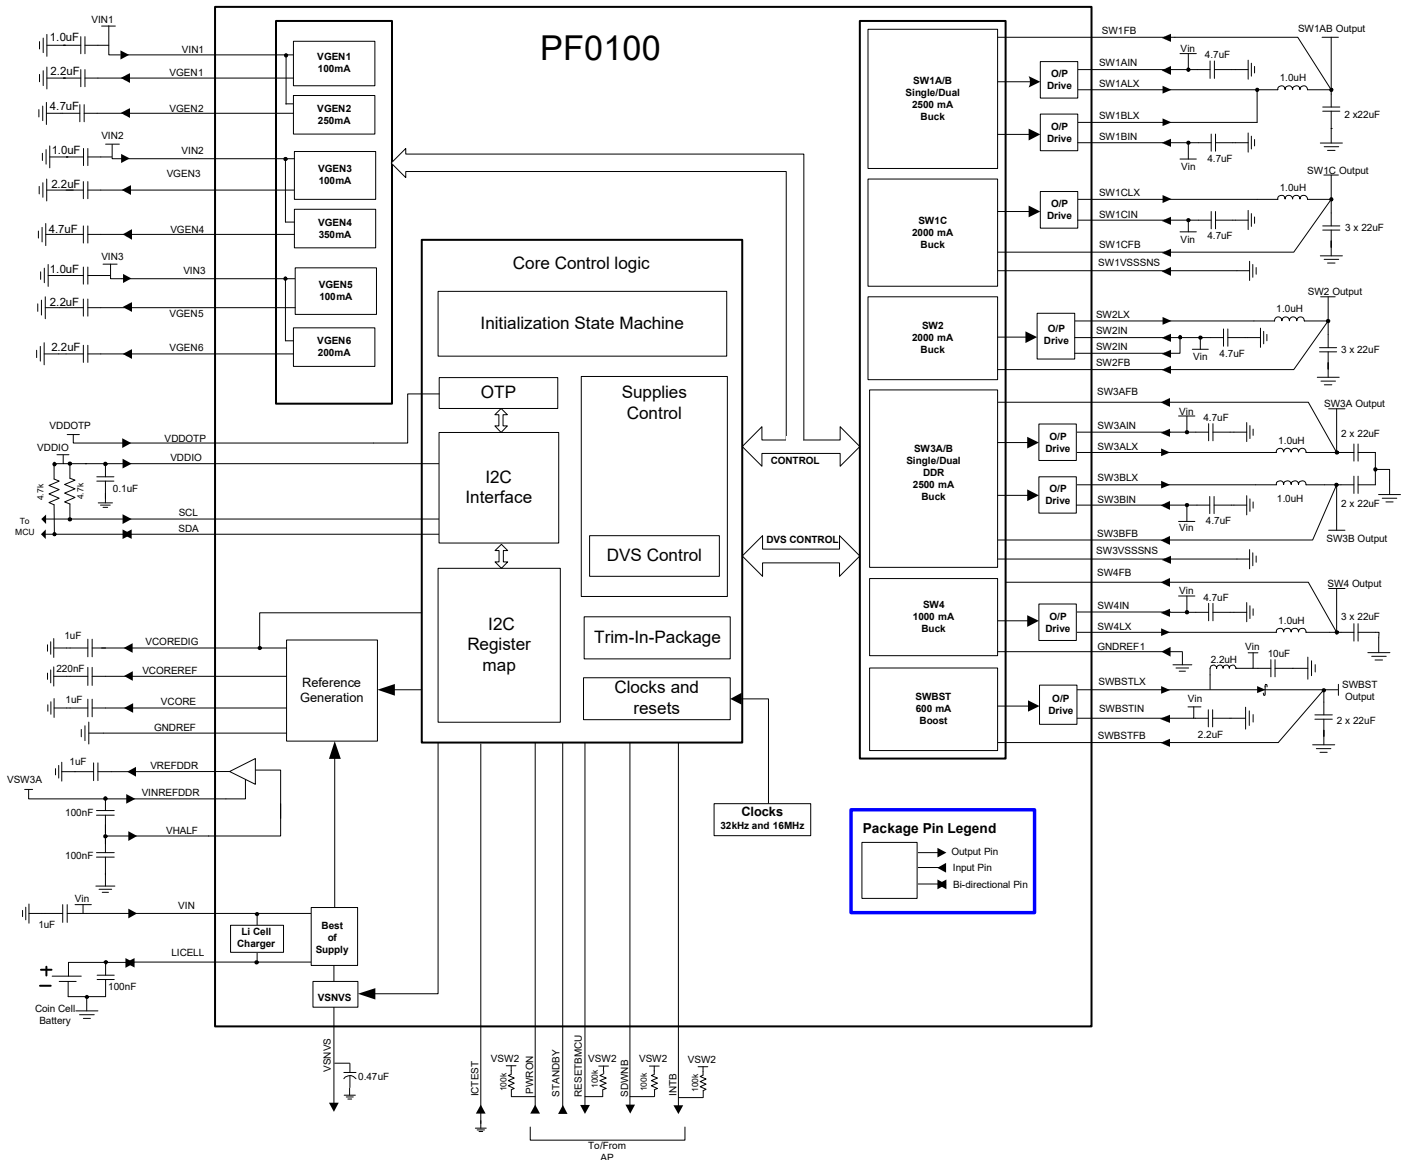 PF0100
VIN1
1.0uF
VIN1
VGEN1
100mA
2.2uF
VGEN1
4.7uF
VGEN2
VGEN2
250mA
VIN2
1.0uF
VIN2
VGEN3
VGEN3
100mA
2.2uF
4.7uF
VGEN4
VGEN4
350mA
VIN3
1.0uF
VIN3
VGEN5
100mA
2.2uF
VGEN5
2.2uF
VGEN6
VGEN6
200mA
VDDOTP
VDDOTP
VDDIO
VDDIO
4.7k
4.7k
0.1uF
To
MCU
SCL
SDA
1uF
VCOREDIG
220nF
VCOREREF
1uF
VCORE
GNDREF
Reference
Generation
1uF
VREFDDR
VSW3A
VINREFDDR
100nF
VHALF
100nF
Vin
VIN
1uF
Li Cell
Charger
Best
of
Supply
LICELL
+
−
100nF
Coin Cell
Battery
VSNVS
VSNVS
0.47uF
Core Control logic
Initialization State Machine
OTP
Supplies
Control
I2C
Interface
DVS Control
I2C
Register
map
Trim-In-Package
Clocks and
resets
CONTROL
DVS CONTROL
Clocks
32kHz and 16MHz
ICTEST
VSW2
100k
PWRON
STANDBY
RESETBMCU
VSW2
100k
SDWNB
VSW2
100k
INTB
VSW2
100k
To/From
AP
SW1A/B
Single/Dual
2500 mA
Buck
O/P
Drive
O/P
Drive
SW1FB
SW1AIN
Vin
4.7uF
SW1ALX
SW1BLX
SW1BIN
Vin
4.7uF
1.0uH
SW1AB Output
2 x22uF
SW1C
2000 mA
Buck
O/P
Drive
SW1CLX
SW1CIN
Vin
4.7uF
SW1CFB
SW1VSSSNS
1.0uH
SW1C Output
3 x 22uF
SW2
2000 mA
Buck
O/P
Drive
SW2LX
SW2IN
SW2IN
Vin
4.7uF
SW2FB
1.0uH
SW2 Output
3 x 22uF
SW3A/B
Single/Dual
DDR
2500 mA
Buck
O/P
Drive
O/P
Drive
SW3AFB
SW3AIN
Vin
4.7uF
SW3ALX
1.0uH
SW3A Output
2 x 22uF
SW3BLX
1.0uH
SW3BIN
Vin
4.7uF
2 x 22uF
SW3BFB
SW3B Output
SW3VSSSNS
SW4
1000 mA
Buck
O/P
Drive
SW4FB
SW4IN
Vin
4.7uF
SW4LX
1.0uH
SW4 Output
3 x 22uF
GNDREF1
SWBST
600 mA
Boost
O/P
Drive
SWBSTLX
2.2uH
Vin
10uF
SWBST
Output
SWBSTIN
Vin
2.2uF
SWBSTFB
2 x 22uF
Package Pin Legend
Output Pin
Input Pin
Bi-directional Pin